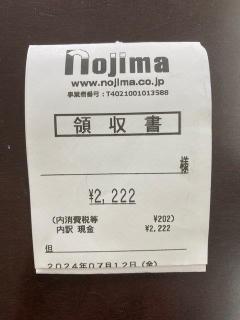 nojima
www.nojima.co.jp
事業者番号:T4021001013588
領収書
様
¥2,222
(内消費税等 ¥202)
内訳 現金 ¥2,222
但
2024年07月12日(金)